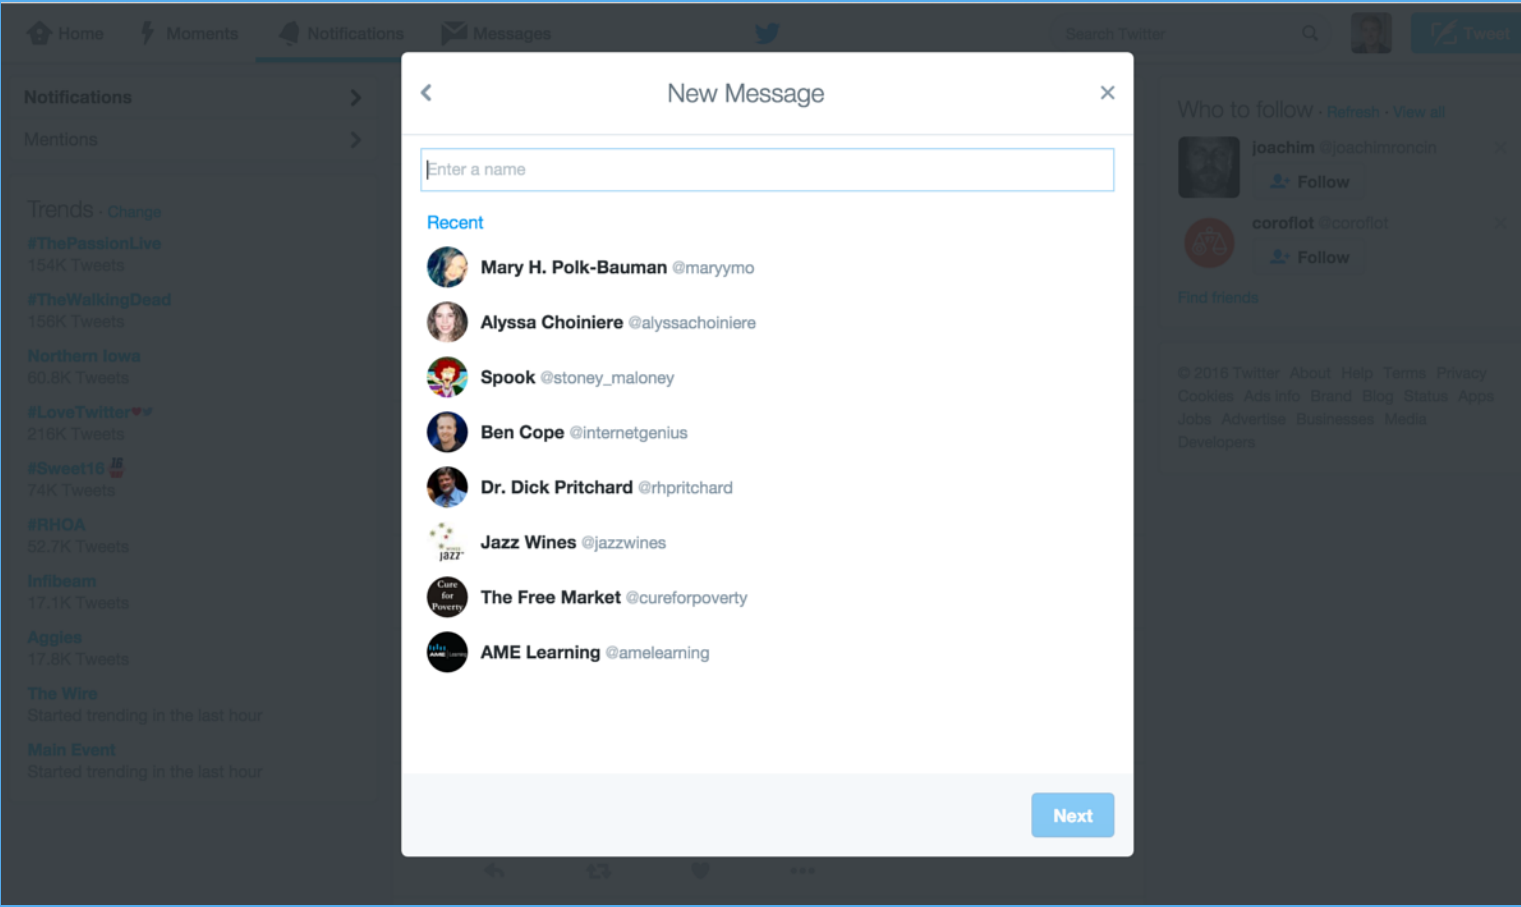 Home Moments Notifications Messages Search Twitter Tweet
Notifications
Mentions
Trends · Change
#ThePassionLive
154K Tweets
#TheWalkingDead
156K Tweets
Northern Iowa
60.8K Tweets
#LoveTwitter
216K Tweets
#Sweet16
74K Tweets
#RHOA
52.7K Tweets
Infibeam
17.1K Tweets
Aggies
17.8K Tweets
The Wire
Started trending in the last hour
Main Event
Started trending in the last hour
New Message
Enter a name
Recent
Mary H. Polk-Bauman @maryymo
Alyssa Choiniere @alyssachoiniere
Spook @stoney_maloney
Ben Cope @internetgenius
Dr. Dick Pritchard @rhpritchard
Jazz Wines @jazzwines
The Free Market @cureforpoverty
AME Learning @amelearning
Jazz
Cure
for
Poverty
AME Learning
Next
Who to follow · Refresh · View all
joachim @joachimroncin
Follow
coroflot @coroflot
Follow
Find friends
© 2016 Twitter About Help Terms Privacy
Cookies Ads info Brand Blog Status Apps
Jobs Advertise Businesses Media
Developers